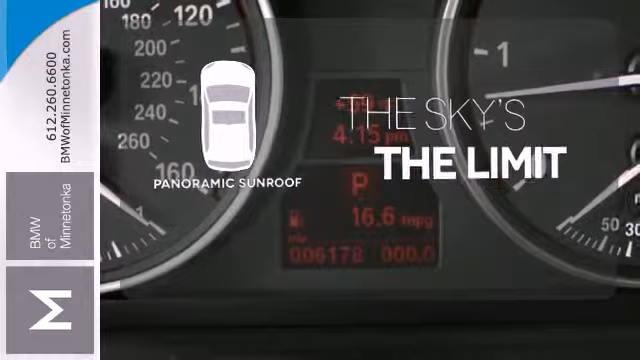 612.260.6600
BMWofMinnetonka.com
BMW
of
Minnetonka
M
160
180
200
220
240
260
120
160
PANORAMIC SUNROOF
THE SKY'S
THE LIMIT
4:15 pm
P
16.6 mpg
006178 000.0
1
50 30